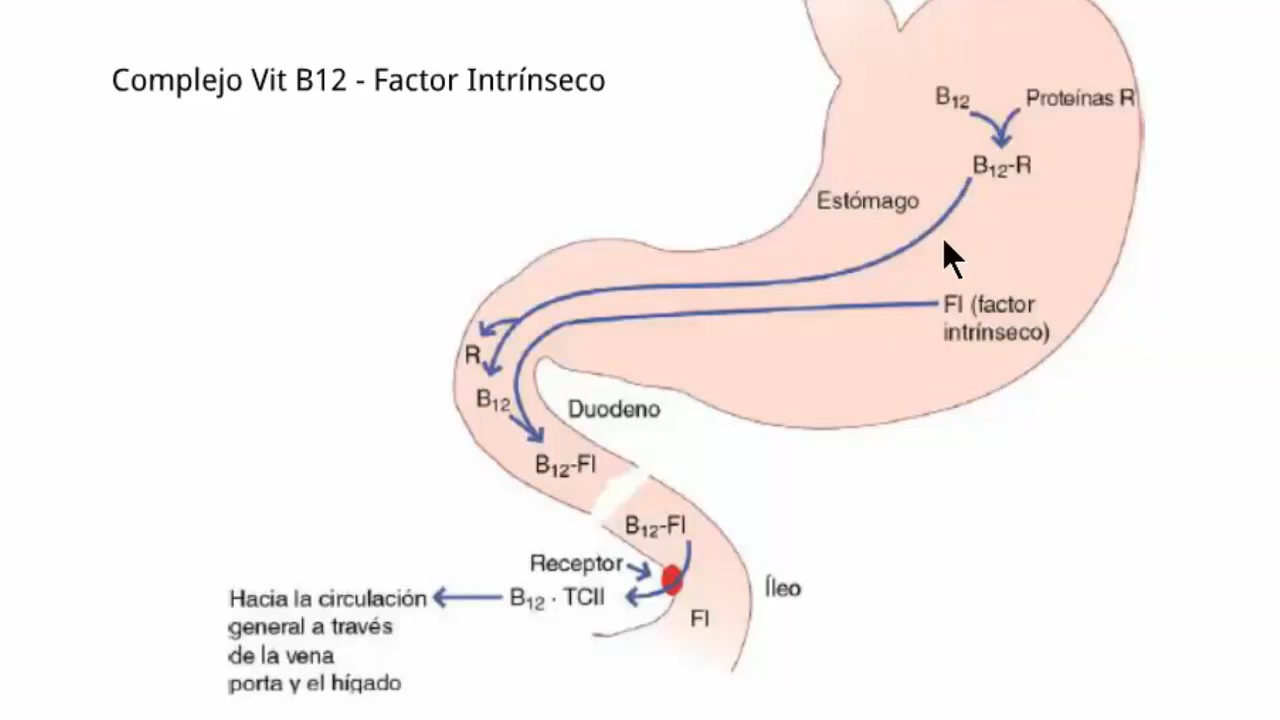 Complejo Vit B12 - Factor Intrínseco
B12
Proteínas R
B12-R
Estómago
FI (factor
intrínseco)
R
B12
Duodeno
B12-FI
B12-FI
Receptor
Íleo
Hacia la circulación
general a través
de la vena
porta y el hígado
B12 · TCII
FI